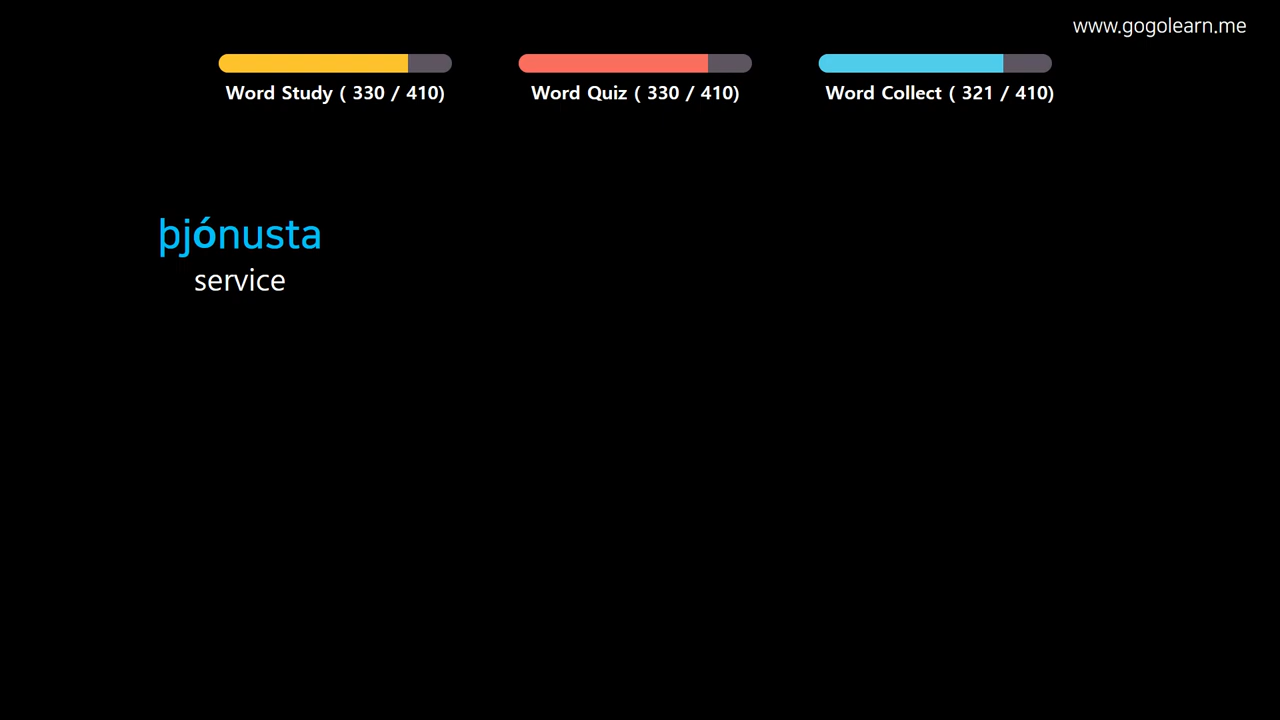 www.gogolearn.me
Word Study ( 330 / 410)
Word Quiz ( 330 / 410)
Word Collect ( 321 / 410)
þjónusta
service